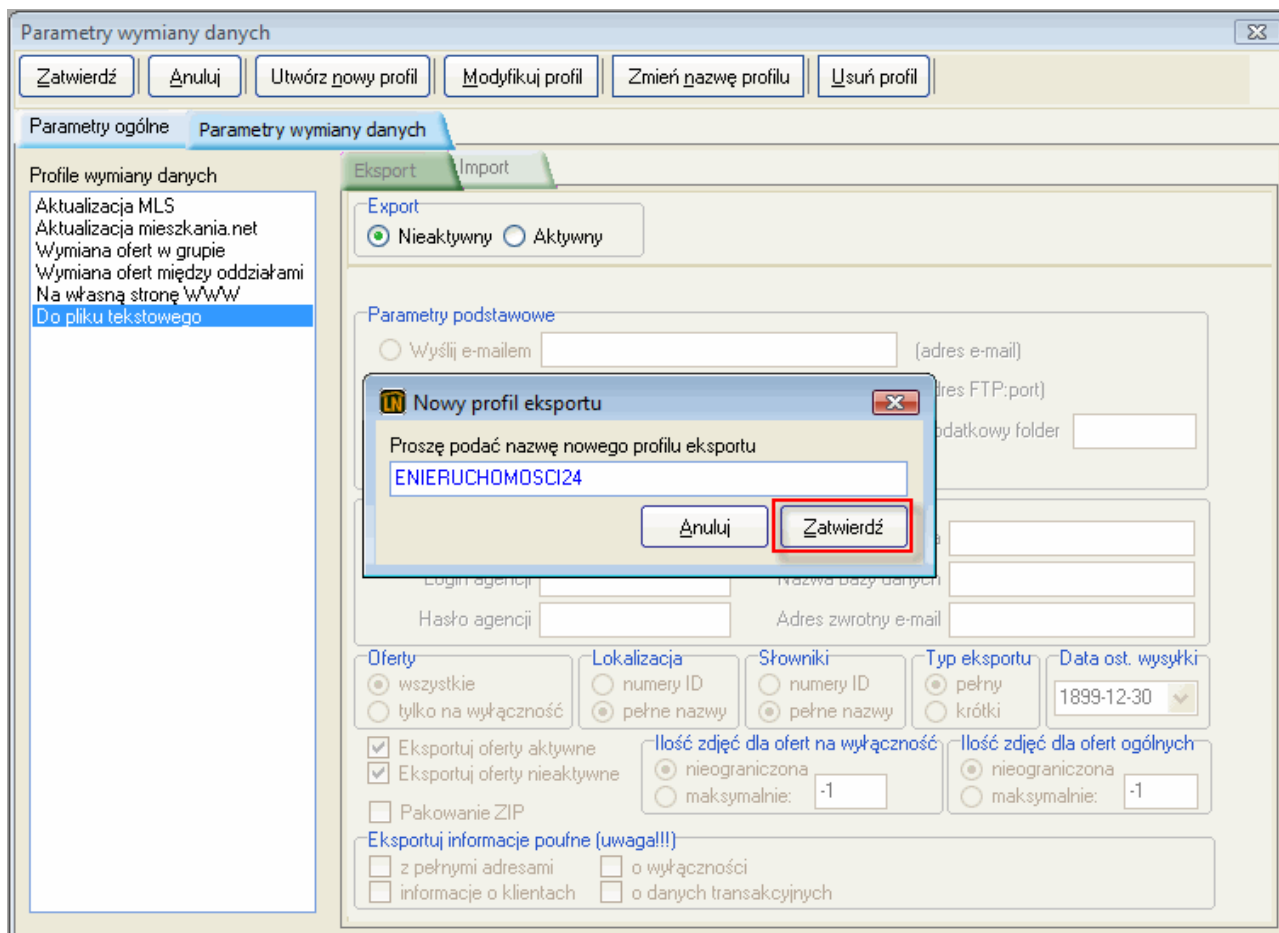 Parametry wymiany danych
Zatwierdź Anuluj Utwórz nowy profil Modyfikuj profil Zmień nazwę profilu Usuń profil
Parametry ogólne Parametry wymiany danych
Profile wymiany danych
Aktualizacja MLS
Aktualizacja mieszkania.net
Wymiana ofert w grupie
Wymiana ofert między oddziałami
Na własną stronę WWW
Do pliku tekstowego
Eksport Import
Export
Nieaktywny Aktywny
Parametry podstawowe
Wyślij e-mailem (adres e-mail)
dres FTP:port)
odatkowy folder
Nowy profil eksportu
Proszę podać nazwę nowego profilu eksportu
ENIERUCHOMOSCI24
Anuluj Zatwierdź
a
Login agencji Nazwa bazy danych
Hasło agencji Adres zwrotny e-mail
Oferty Lokalizacja Słowniki Typ eksportu Data ost. wysyłki
wszystkie numery ID numery ID pełny 1899-12-30
tylko na wyłączność pełne nazwy pełne nazwy krótki
Eksportuj oferty aktywne Ilość zdjęć dla ofert na wyłączność Ilość zdjęć dla ofert ogólnych
Eksportuj oferty nieaktywne nieograniczona nieograniczona
maksymalnie: -1 maksymalnie: -1
Pakowanie ZIP
Eksportuj informacje poufne (uwaga!!!)
z pełnymi adresami o wyłączności
informacje o klientach o danych transakcyjnych